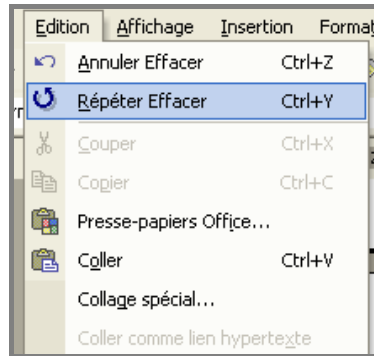 Edition Affichage Insertion Format
Annuler Effacer Ctrl+Z
Répéter Effacer Ctrl+Y
Couper Ctrl+X
Copier Ctrl+C
Presse-papiers Office...
Coller Ctrl+V
Collage spécial...
Coller comme lien hypertexte